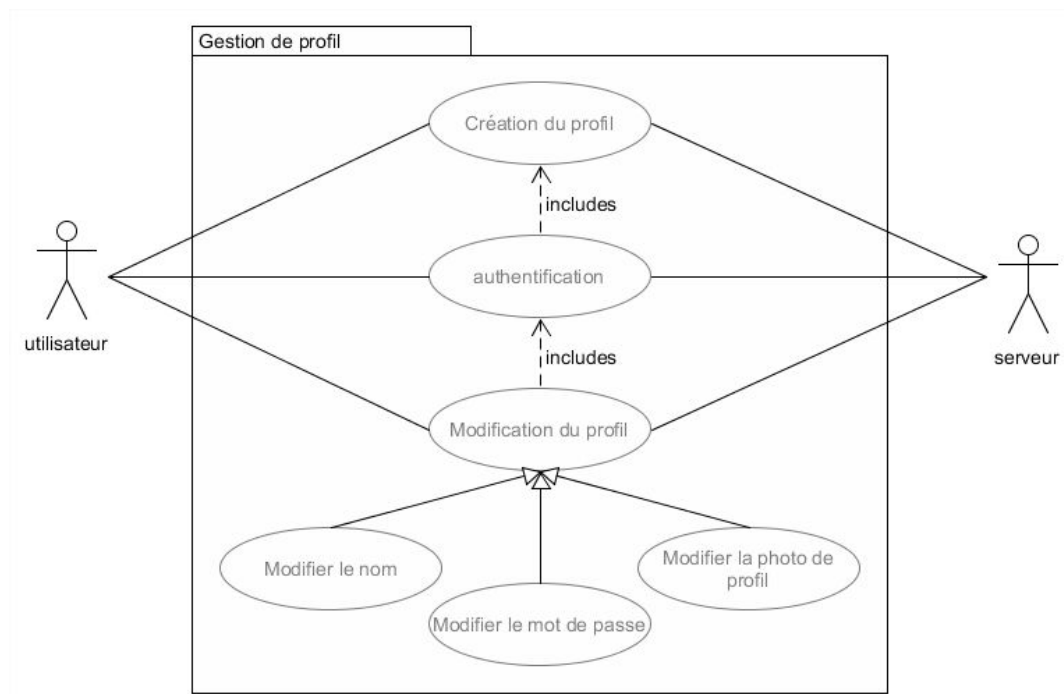 Gestion de profil
Création du profil
includes
authentification
utilisateur
serveur
includes
Modification du profil
Modifier le nom
Modifier la photo de
profil
Modifier le mot de passe